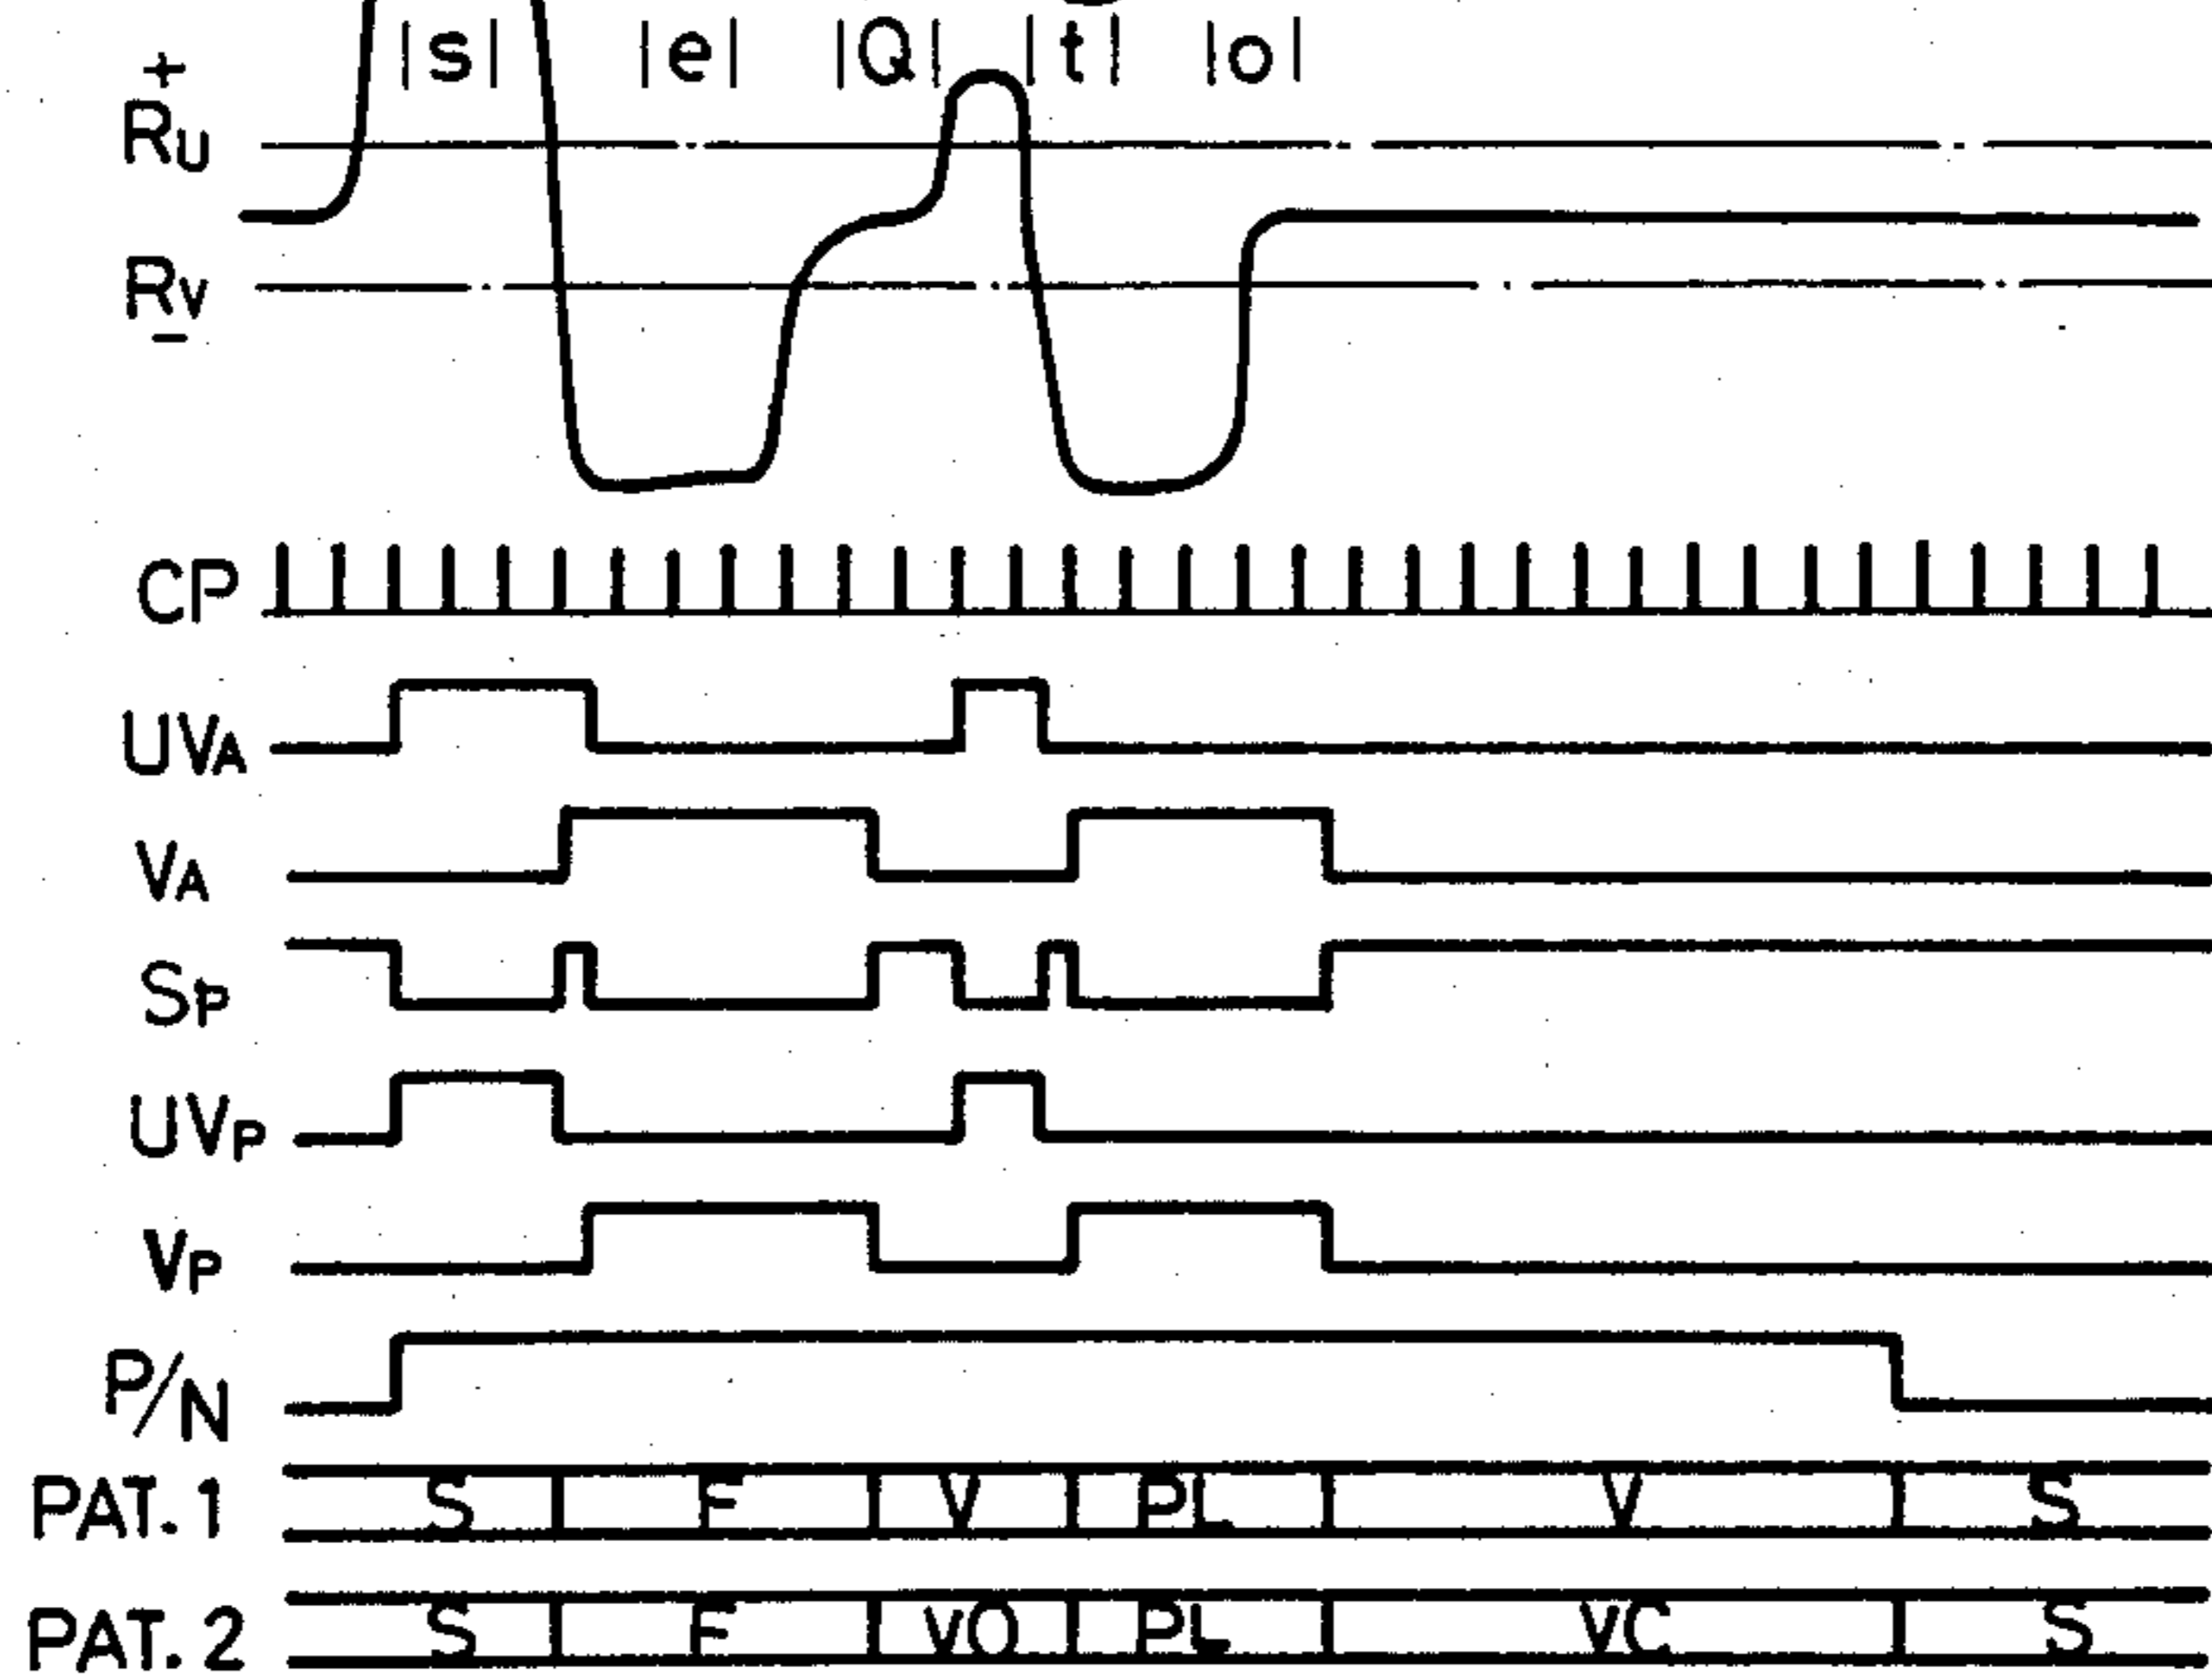 |s| |e| |Q| |t| |o|
+
RU
RV
−
CP
UVA
VA
SP
UVP
VP
P/N
PAT.1 S F V PL V S
PAT.2 S F VO PL VC S